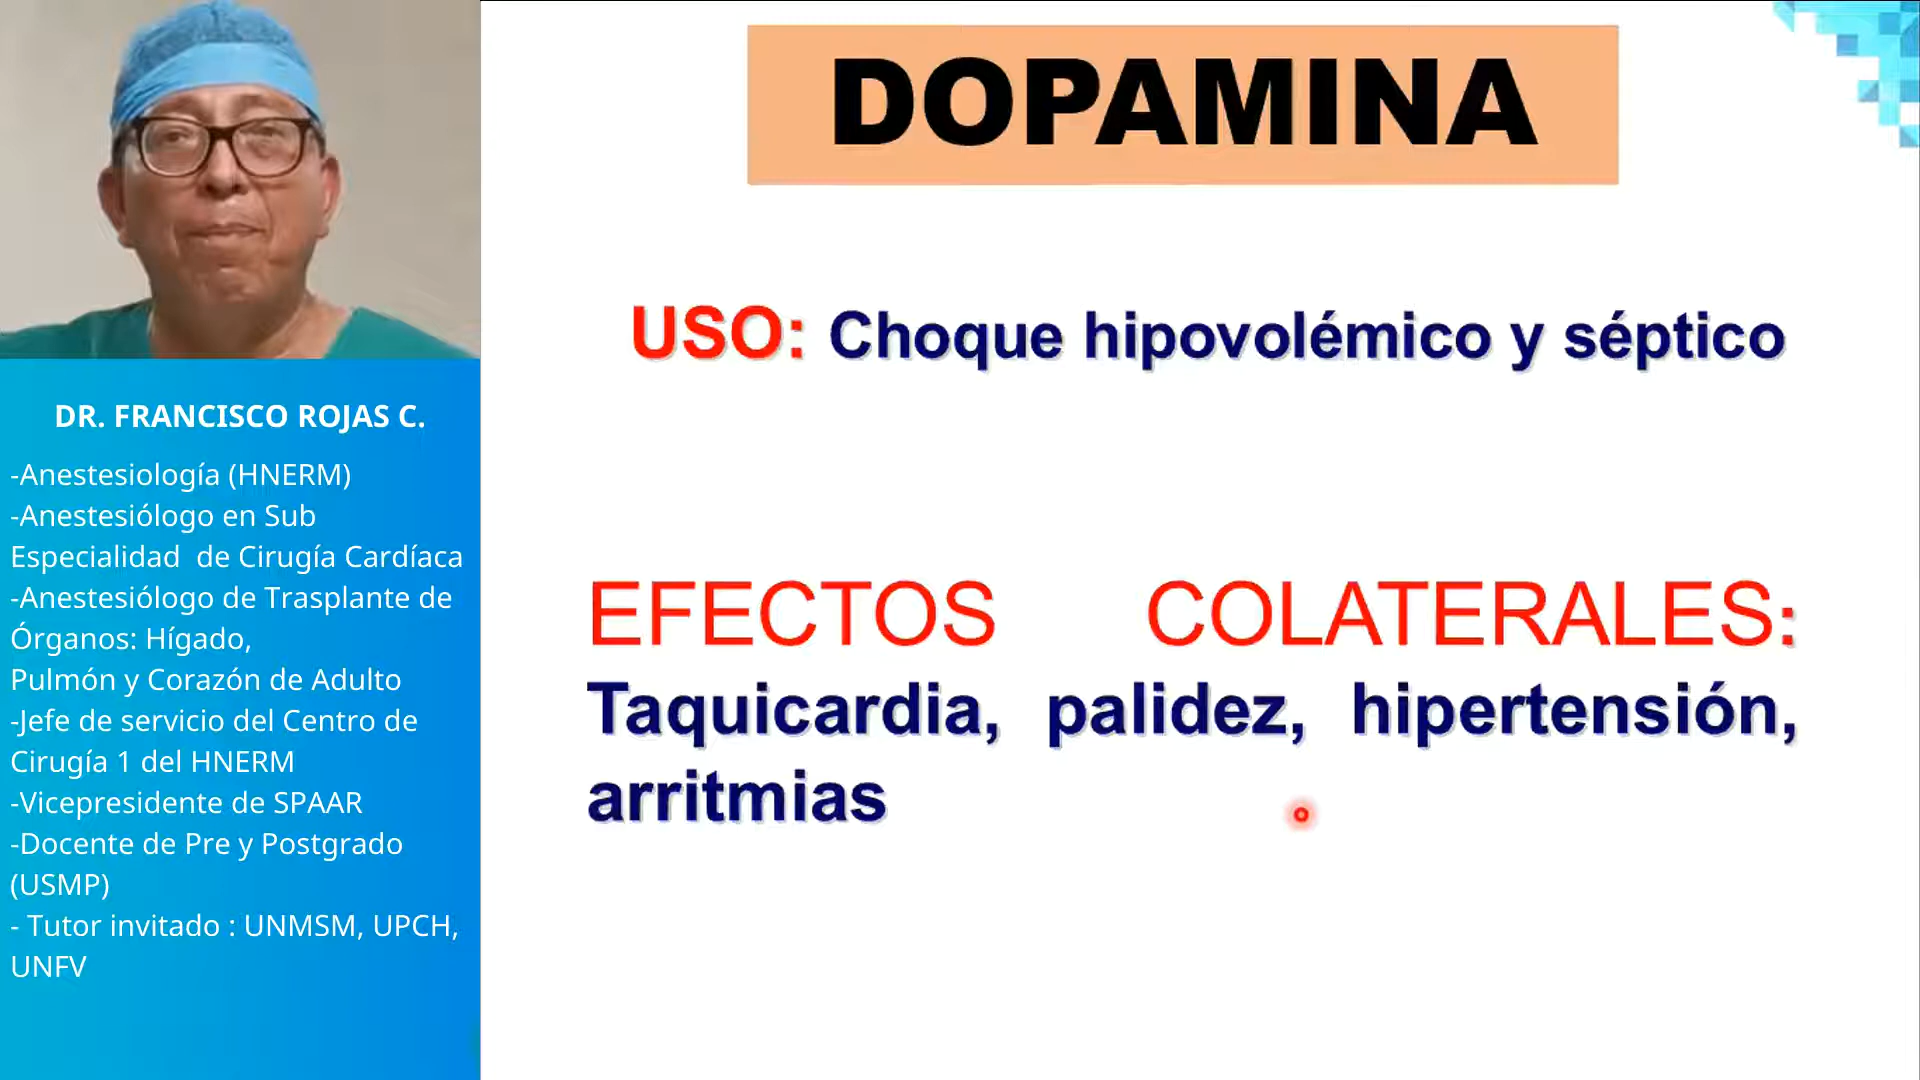 DR. FRANCISCO ROJAS C.
-Anestesiología (HNERM)
-Anestesiólogo en Sub
Especialidad  de Cirugía Cardíaca
-Anestesiólogo de Trasplante de
Órganos: Hígado,
Pulmón y Corazón de Adulto
-Jefe de servicio del Centro de
Cirugía 1 del HNERM
-Vicepresidente de SPAAR
-Docente de Pre y Postgrado
(USMP)
- Tutor invitado : UNMSM, UPCH,
UNFV
DOPAMINA
USO: Choque hipovolémico y séptico
EFECTOS COLATERALES:
Taquicardia, palidez, hipertensión,
arritmias